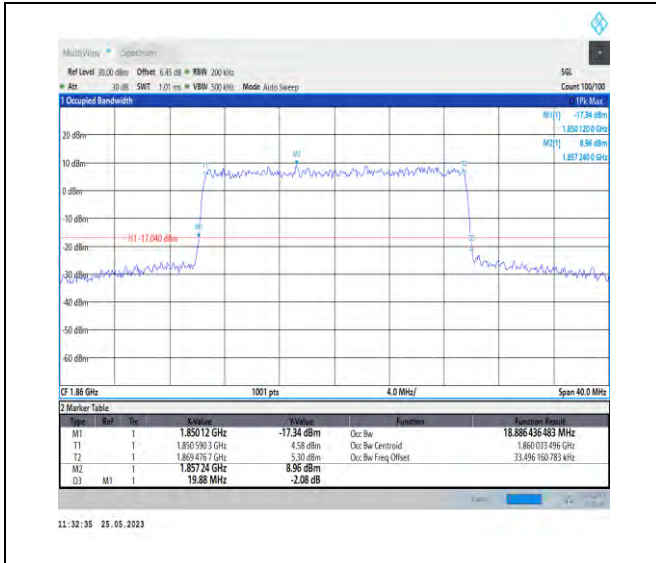 MultiView Spectrum
Ref Level 30.00 dBm Offset 6.45 dB RBW 200 kHz SGL
Att 30 dB SWT 1.01 ms VBW 500 kHz Mode Auto Sweep Count 100/100
1 Occupied Bandwidth 1Pk Max
M1[1] -17.34 dBm
1.850 120 0 GHz
M2[1] 8.96 dBm
1.857 240 0 GHz
20 dBm
10 dBm
M2
T1
T2
0 dBm
-10 dBm
M1
H1 -17.040 dBm
D3
-20 dBm
-30 dBm
-40 dBm
-50 dBm
-60 dBm
CF 1.86 GHz 1001 pts 4.0 MHz/ Span 40.0 MHz
2 Marker Table
Type Ref Trc X-Value Y-Value Function Function Result
M1 1 1.85012 GHz -17.34 dBm Occ Bw 18.886 436 483 MHz
T1 1 1.850 590 3 GHz 4.58 dBm Occ Bw Centroid 1.860 033 496 GHz
T2 1 1.869 476 7 GHz 5.30 dBm Occ Bw Freq Offset 33.496 160 783 kHz
M2 1 1.85724 GHz 8.96 dBm
D3 M1 1 19.88 MHz -2.08 dB
11:32:35 25.05.2023